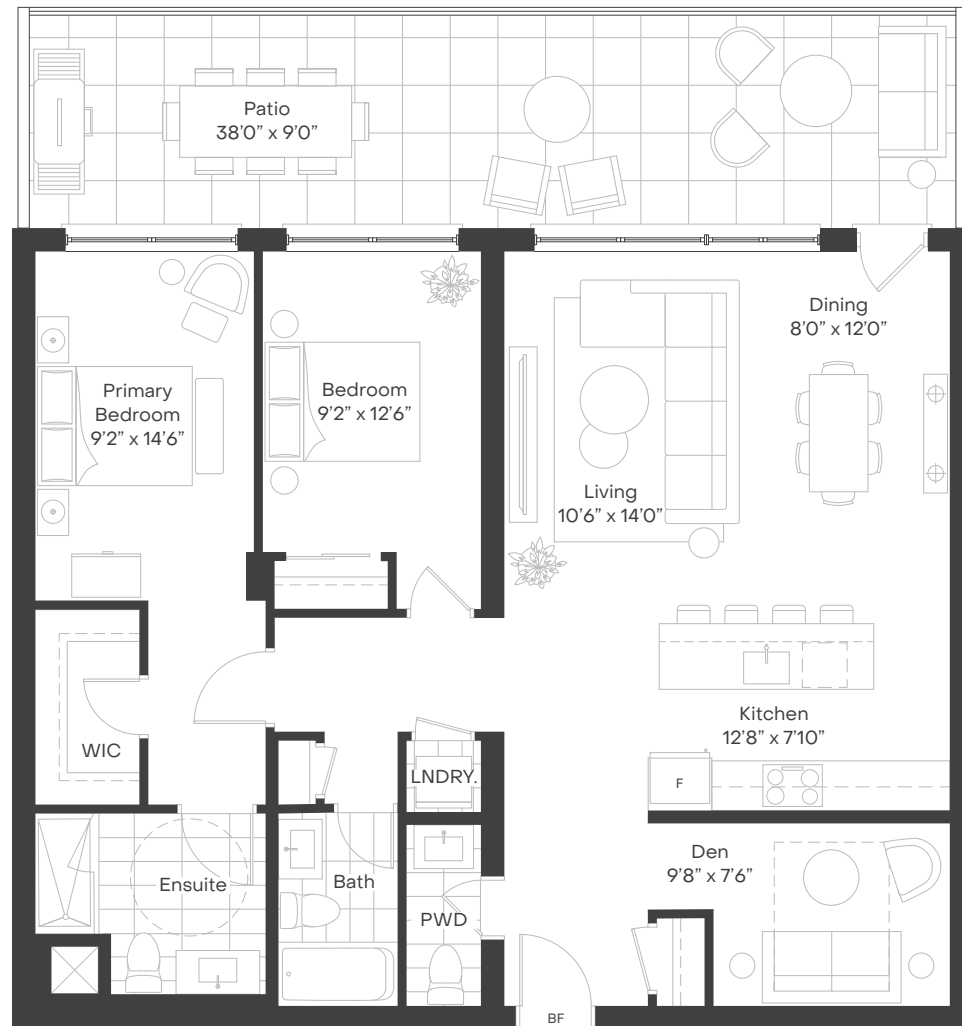 Patio
38’0” x 9’0”
Dining
8’0” x 12’0”
Primary
Bedroom
9’2” x 14’6”
Bedroom
9’2” x 12’6”
Living
10’6” x 14’0”
Kitchen
12’8” x 7’10”
WIC
LNDRY.
F
Den
9’8” x 7’6”
Ensuite
Bath
PWD
BF